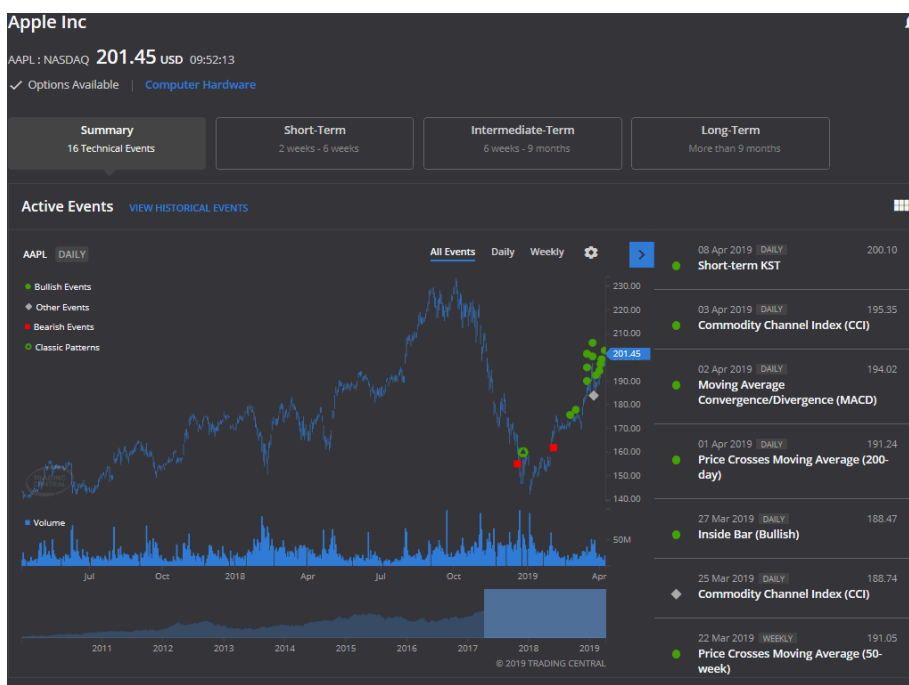 Apple Inc
AAPL : NASDAQ 201.45 USD 09:52:13
Options Available | Computer Hardware
Summary
16 Technical Events
Short-Term
2 weeks - 6 weeks
Intermediate-Term
6 weeks - 9 months
Long-Term
More than 9 months
Active Events VIEW HISTORICAL EVENTS
AAPL DAILY
All Events Daily Weekly
Bullish Events
Other Events
Bearish Events
Classic Patterns
230.00
220.00
210.00
201.45
190.00
180.00
170.00
160.00
150.00
140.00
TRADING
CENTRAL
Volume
50M
Jul Oct 2018 Apr Jul Oct 2019 Apr
2011 2012 2013 2014 2015 2016 2017 2018 2019
© 2019 TRADING CENTRAL
08 Apr 2019 DAILY 200.10
Short-term KST
03 Apr 2019 DAILY 195.35
Commodity Channel Index (CCI)
02 Apr 2019 DAILY 194.02
Moving Average
Convergence/Divergence (MACD)
01 Apr 2019 DAILY 191.24
Price Crosses Moving Average (200-
day)
27 Mar 2019 DAILY 188.47
Inside Bar (Bullish)
25 Mar 2019 DAILY 188.74
Commodity Channel Index (CCI)
22 Mar 2019 WEEKLY 191.05
Price Crosses Moving Average (50-
week)